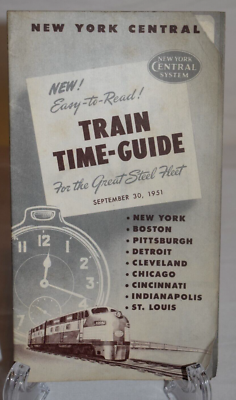 NEW YORK CENTRAL
NEW YORK
CENTRAL
SYSTEM
NEW!
Easy-to-Read!
TRAIN
TIME-GUIDE
For the Great Steel Fleet
SEPTEMBER 30, 1951
• NEW YORK
• BOSTON
• PITTSBURGH
• DETROIT
• CLEVELAND
• CHICAGO
• CINCINNATI
• INDIANAPOLIS
• ST. LOUIS